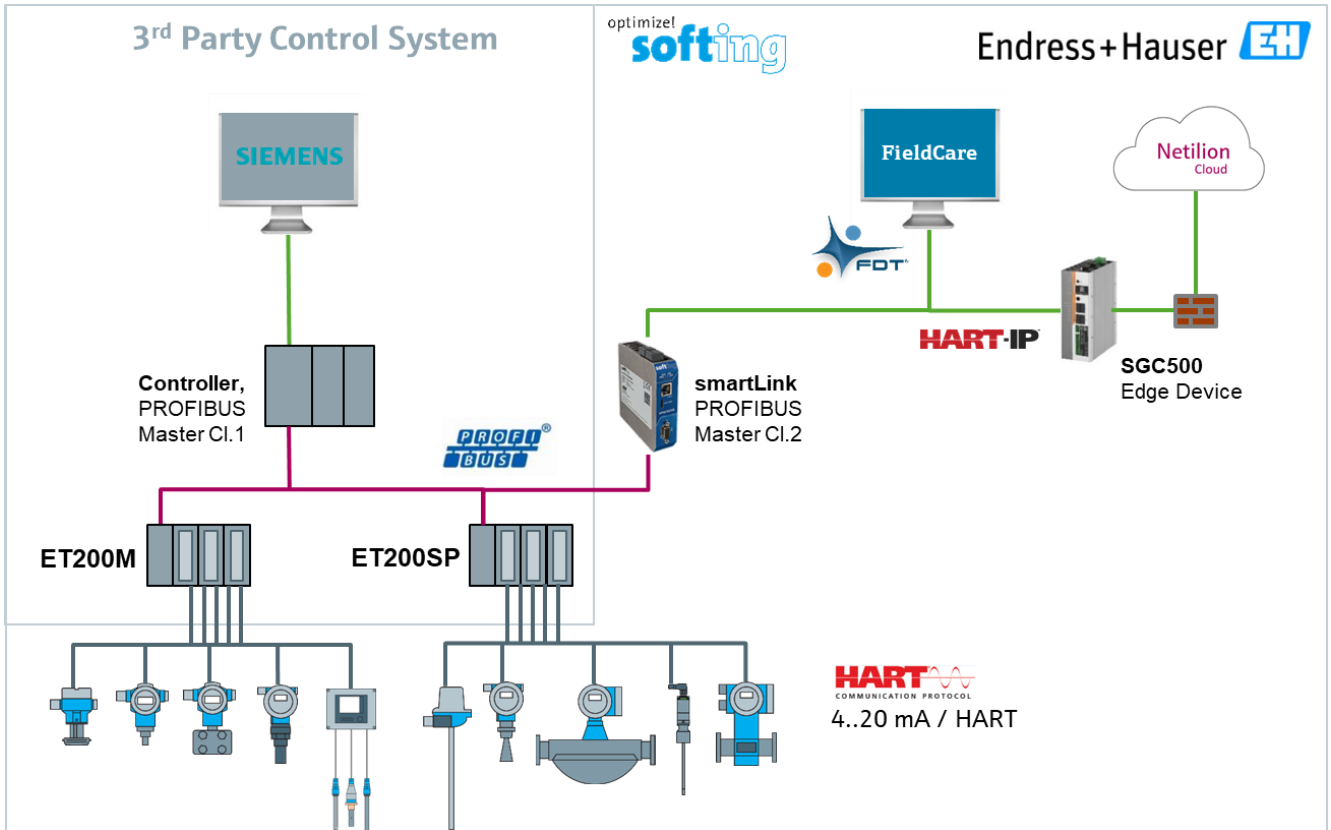 3rd Party Control System
optimize!
softing
Endress+Hauser EH
SIEMENS
FieldCare
Netilion
Cloud
FDT
HART-IP
SGC500
Edge Device
Controller,
PROFIBUS
Master Cl.1
smartLink
PROFIBUS
Master Cl.2
PROFI®
BUS
ET200M
ET200SP
HART
COMMUNICATION PROTOCOL
4..20 mA / HART